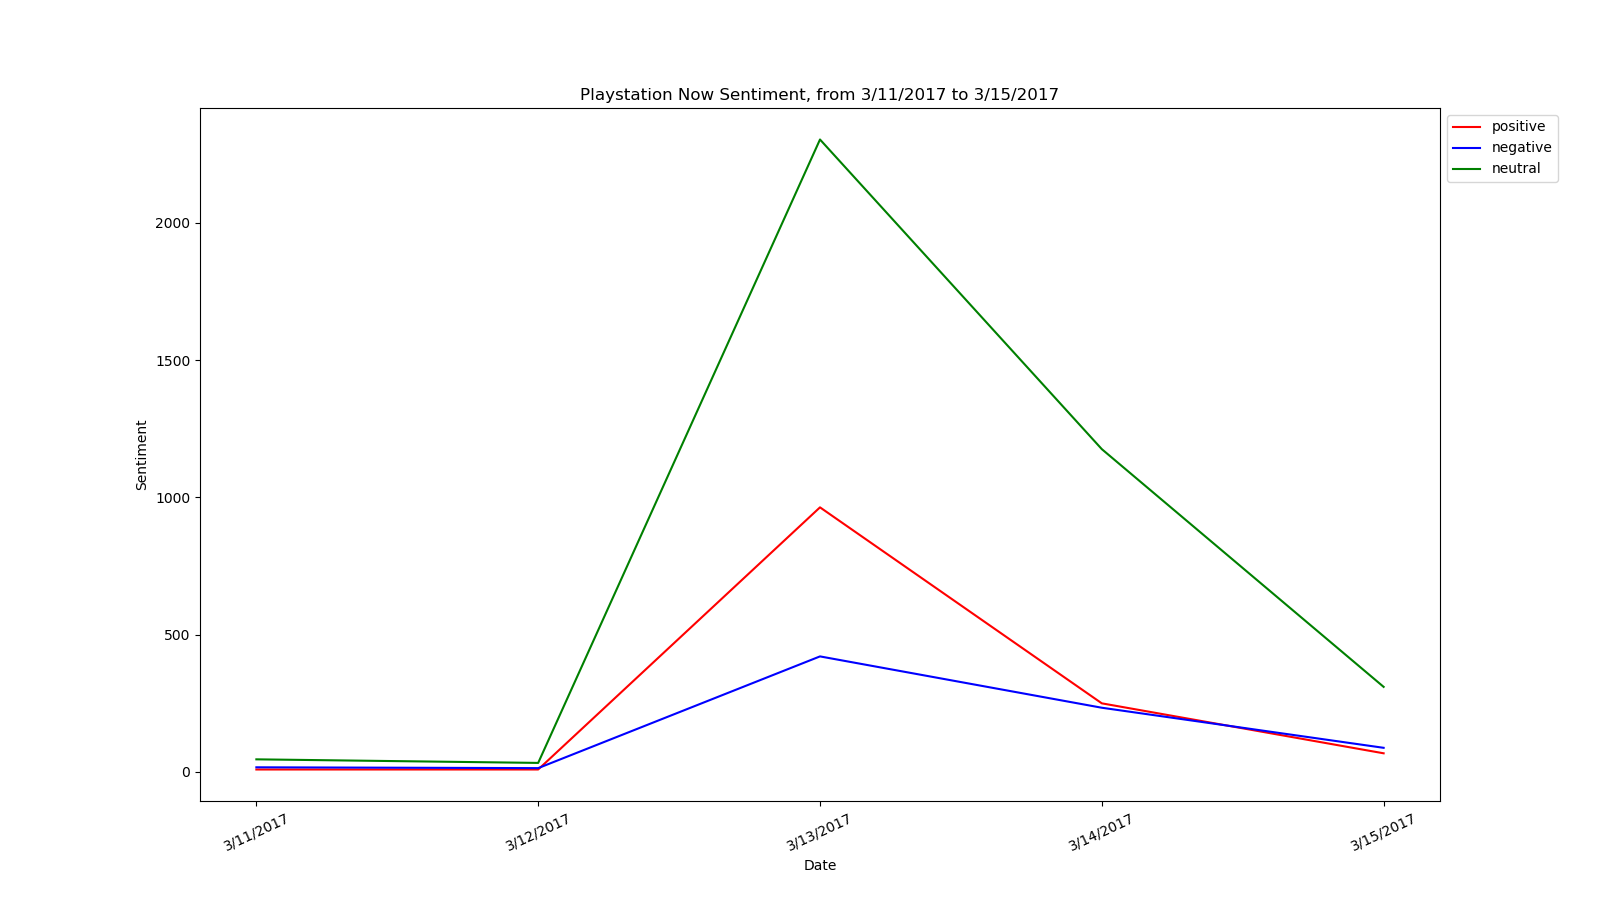 Playstation Now Sentiment, from 3/11/2017 to 3/15/2017
positive
negative
neutral
2000
1500
1000
500
0
Sentiment
3/11/2017
3/12/2017
3/13/2017
3/14/2017
3/15/2017
Date